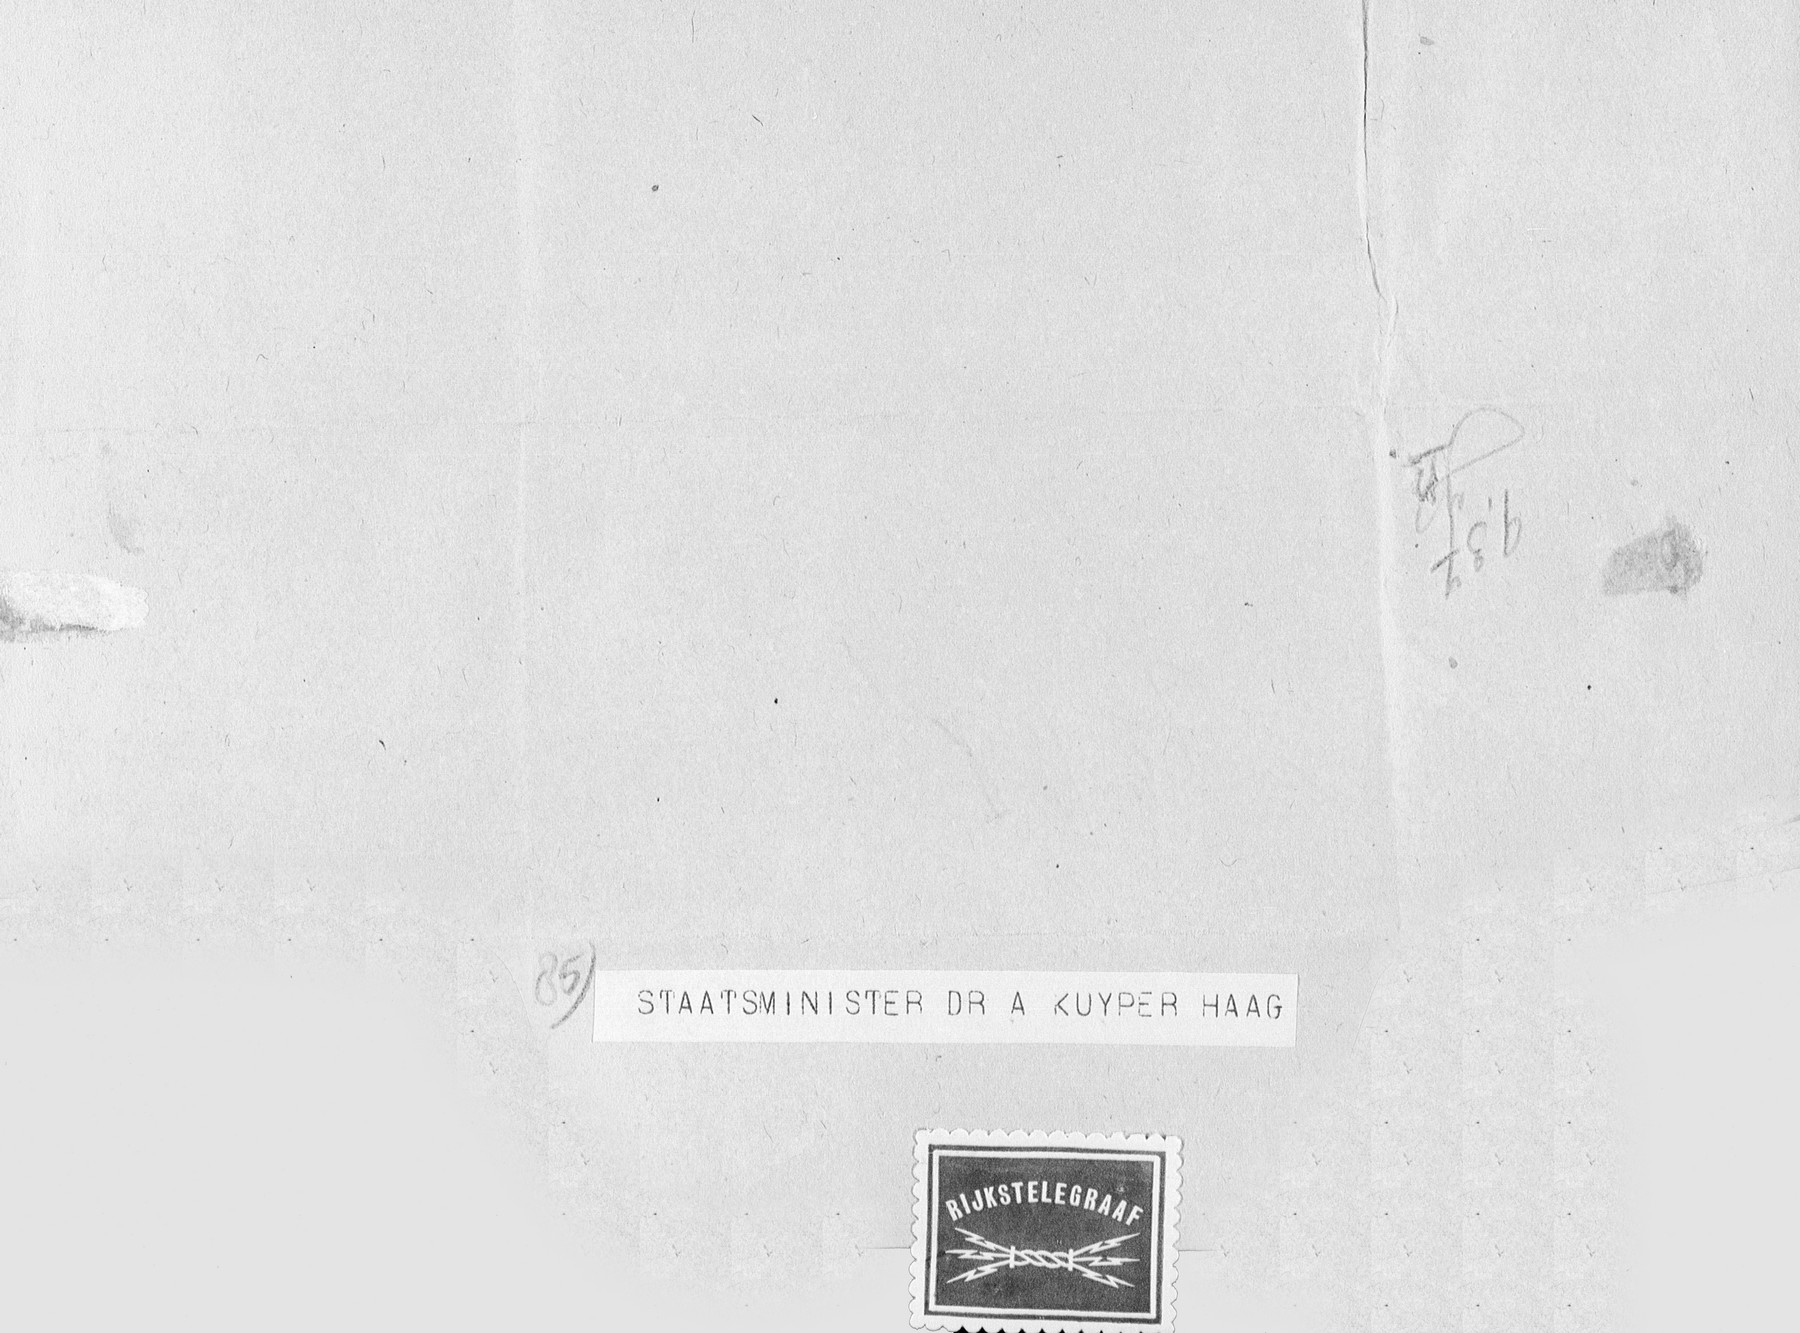 85)
STAATSMINISTER DR A KUYPER HAAG
RIJKSTELEGRAAF